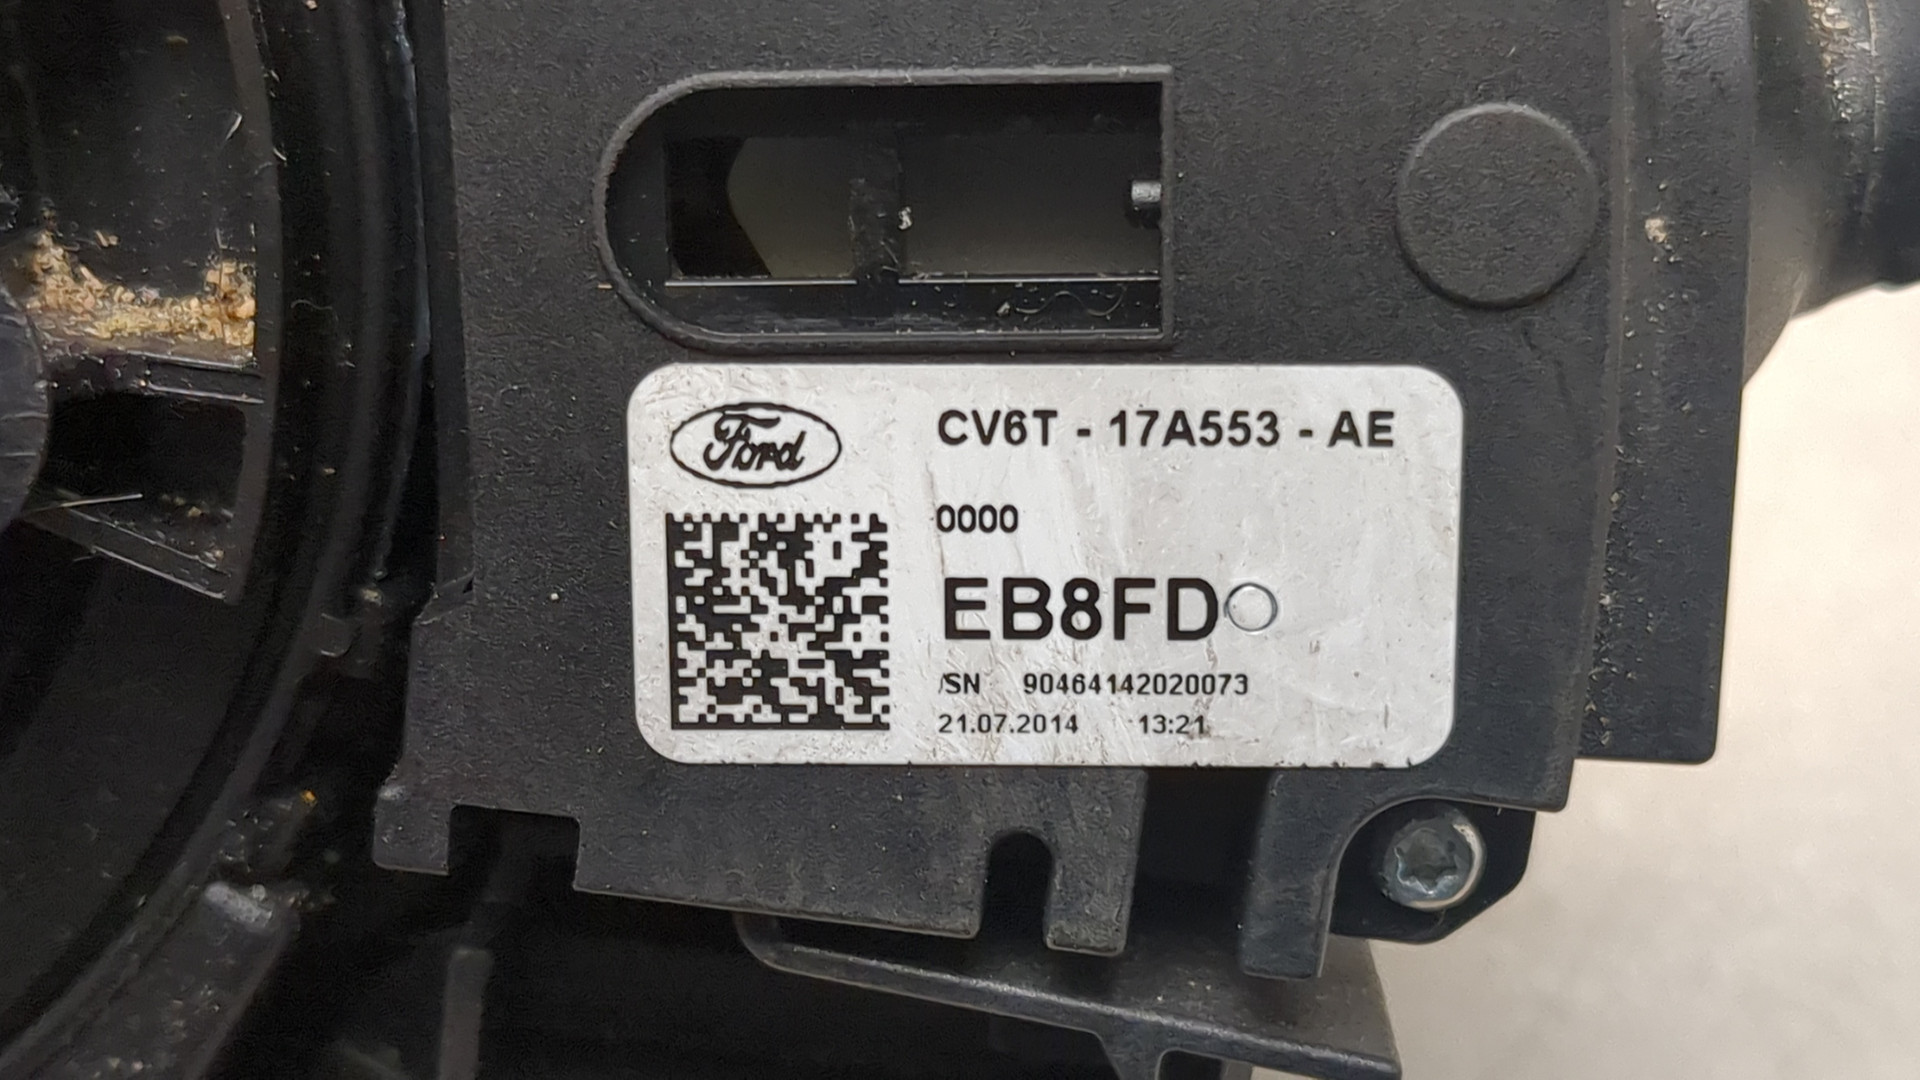 Ford
CV6T - 17A553 - AE
0000
EB8FD
/SN 90464142020073
21.07.2014 13:21